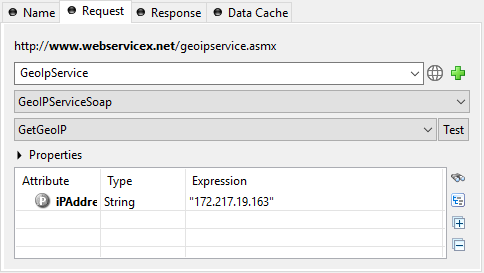 Name Request Response Data Cache
http://www.webservicex.net/geoipservice.asmx
GeoIpService
GeoIPServiceSoap
GetGeoIP Test
Properties
Attribute Type Expression
P iPAddre String "172.217.19.163"